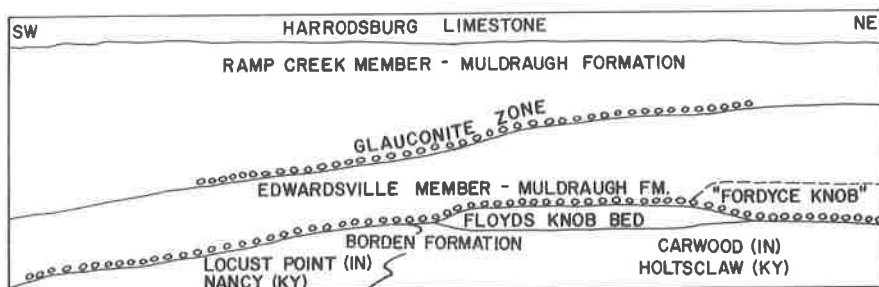 SW HARRODSBURG LIMESTONE NE
RAMP CREEK MEMBER - MULDRAUGH FORMATION
GLAUCONITE ZONE
EDWARDSVILLE MEMBER - MULDRAUGH FM.
"FORDYCE KNOB"
FLOYDS KNOB BED
BORDEN FORMATION
LOCUST POINT (IN)
NANCY (KY)
CARWOOD (IN)
HOLTSCLAW (KY)